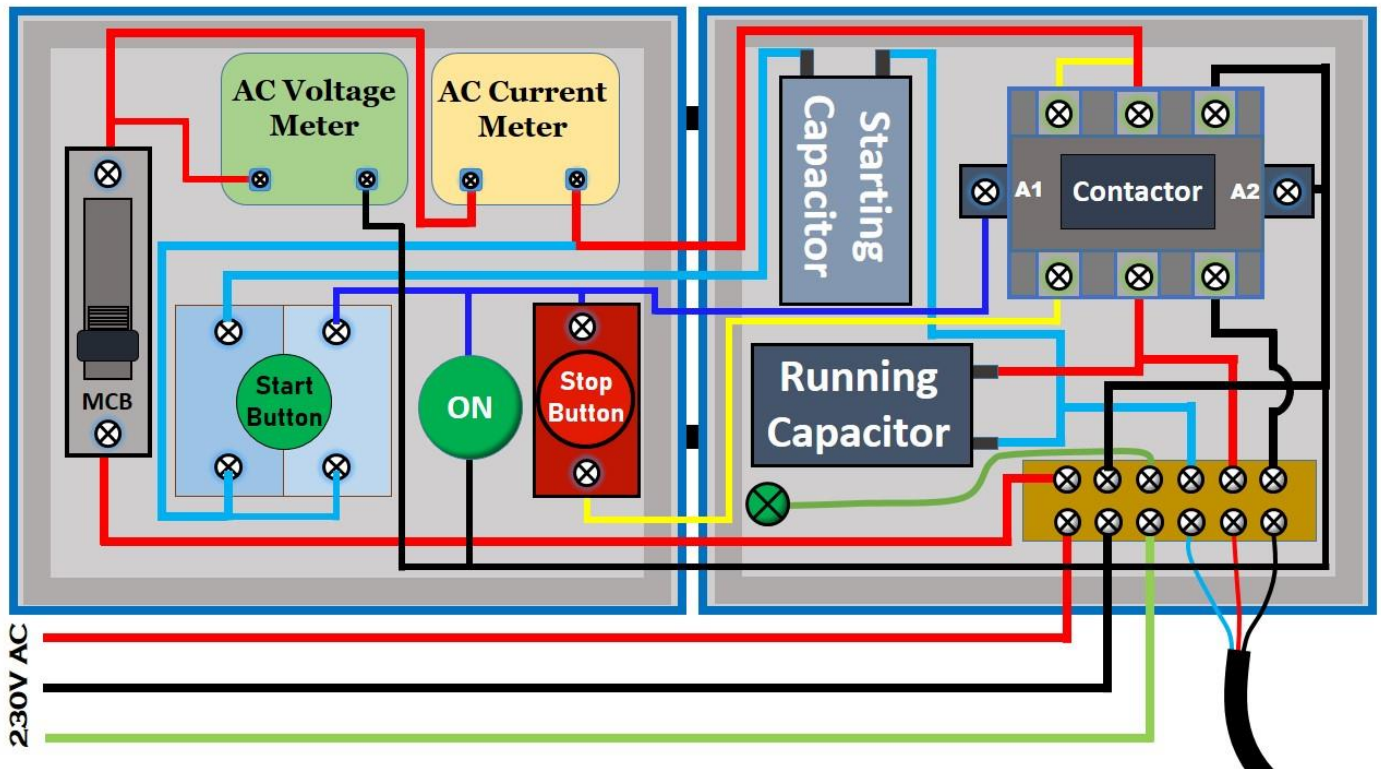 AC Voltage
Meter
AC Current
Meter
Starting
Capacitor
A1
Contactor
A2
MCB
Start
Button
ON
Stop
Button
Running
Capacitor
230V AC